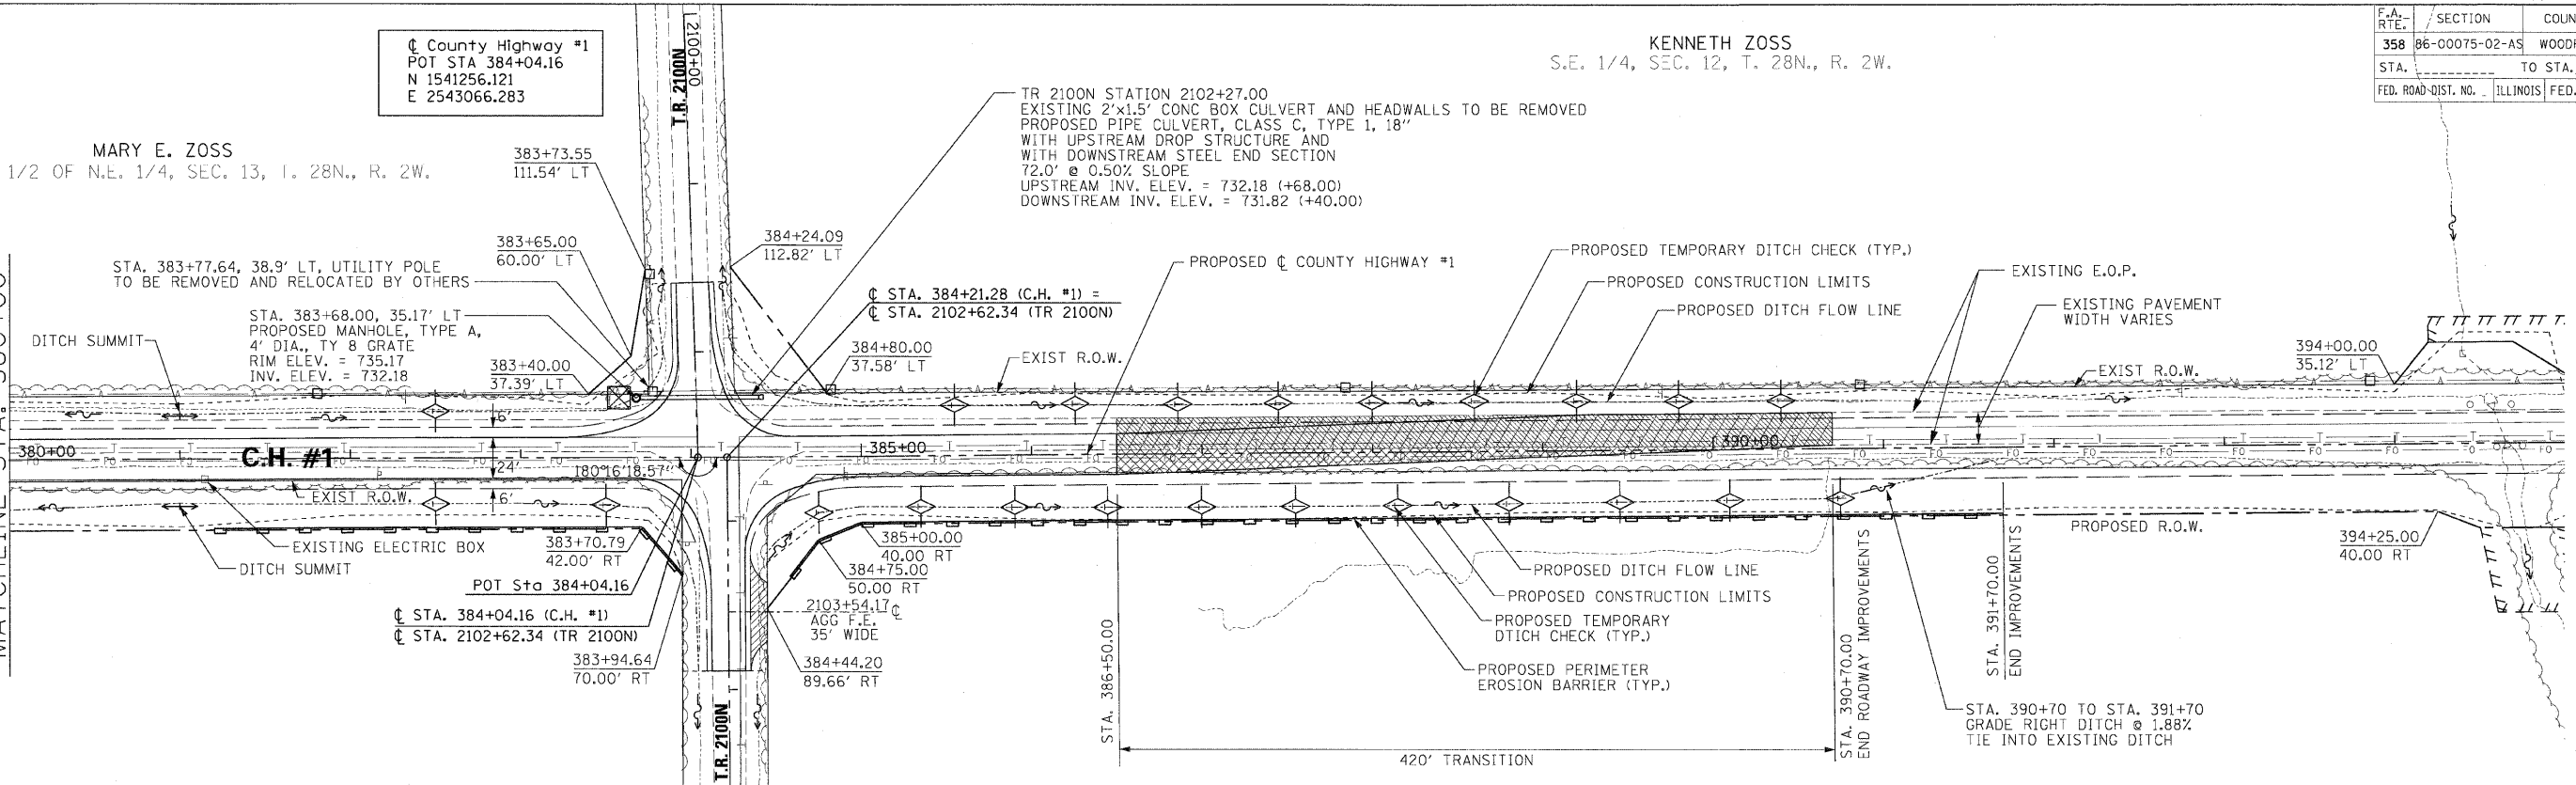 F.A. RTE. SECTION COUN
358 86-00075-02-AS WOOD
STA. TO STA.
FED. ROAD DIST. NO. ILLINOIS FED.
℄ County Highway #1
POT STA 384+04.16
N 1541256.121
E 2543066.283
T.R. 2100N
2100+00
KENNETH ZOSS
S.E. 1/4, SEC. 12, T. 28N., R. 2W.
MARY E. ZOSS
1/2 OF N.E. 1/4, SEC. 13, T. 28N., R. 2W.
TR 2100N STATION 2102+27.00
EXISTING 2'x1.5' CONC BOX CULVERT AND HEADWALLS TO BE REMOVED
PROPOSED PIPE CULVERT, CLASS C, TYPE 1, 18"
WITH UPSTREAM DROP STRUCTURE AND
WITH DOWNSTREAM STEEL END SECTION
72.0' @ 0.50% SLOPE
UPSTREAM INV. ELEV. = 732.18 (+68.00)
DOWNSTREAM INV. ELEV. = 731.82 (+40.00)
383+73.55
111.54' LT
383+65.00
60.00' LT
384+24.09
112.82' LT
STA. 383+77.64, 38.9' LT, UTILITY POLE
TO BE REMOVED AND RELOCATED BY OTHERS
STA. 383+68.00, 35.17' LT
PROPOSED MANHOLE, TYPE A,
4' DIA., TY 8 GRATE
RIM ELEV. = 735.17
INV. ELEV. = 732.18
DITCH SUMMIT
383+40.00
37.39' LT
℄ STA. 384+21.28 (C.H. #1) =
℄ STA. 2102+62.34 (TR 2100N)
384+80.00
37.58' LT
PROPOSED ℄ COUNTY HIGHWAY #1
EXIST R.O.W.
PROPOSED TEMPORARY DITCH CHECK (TYP.)
PROPOSED CONSTRUCTION LIMITS
PROPOSED DITCH FLOW LINE
EXISTING E.O.P.
EXISTING PAVEMENT
WIDTH VARIES
394+00.00
35.12' LT
EXIST R.O.W.
380+00
C.H. #1
6'
24'
6'
180°16'18.57"
385+00
390+00
EXIST R.O.W.
EXISTING ELECTRIC BOX
DITCH SUMMIT
383+70.79
42.00' RT
POT Sta 384+04.16
℄ STA. 384+04.16 (C.H. #1)
℄ STA. 2102+62.34 (TR 2100N)
383+94.64
70.00' RT
385+00.00
40.00 RT
384+75.00
50.00 RT
2103+54.17 ℄
AGG F.E.
35' WIDE
384+44.20
89.66' RT
T.R. 2100N
STA. 386+50.00
420' TRANSITION
PROPOSED DITCH FLOW LINE
PROPOSED CONSTRUCTION LIMITS
PROPOSED TEMPORARY
DTICH CHECK (TYP.)
PROPOSED PERIMETER
EROSION BARRIER (TYP.)
STA. 390+70.00
END ROADWAY IMPROVEMENTS
STA. 391+70.00
END IMPROVEMENTS
PROPOSED R.O.W.
394+25.00
40.00 RT
STA. 390+70 TO STA. 391+70
GRADE RIGHT DITCH @ 1.88%
TIE INTO EXISTING DITCH